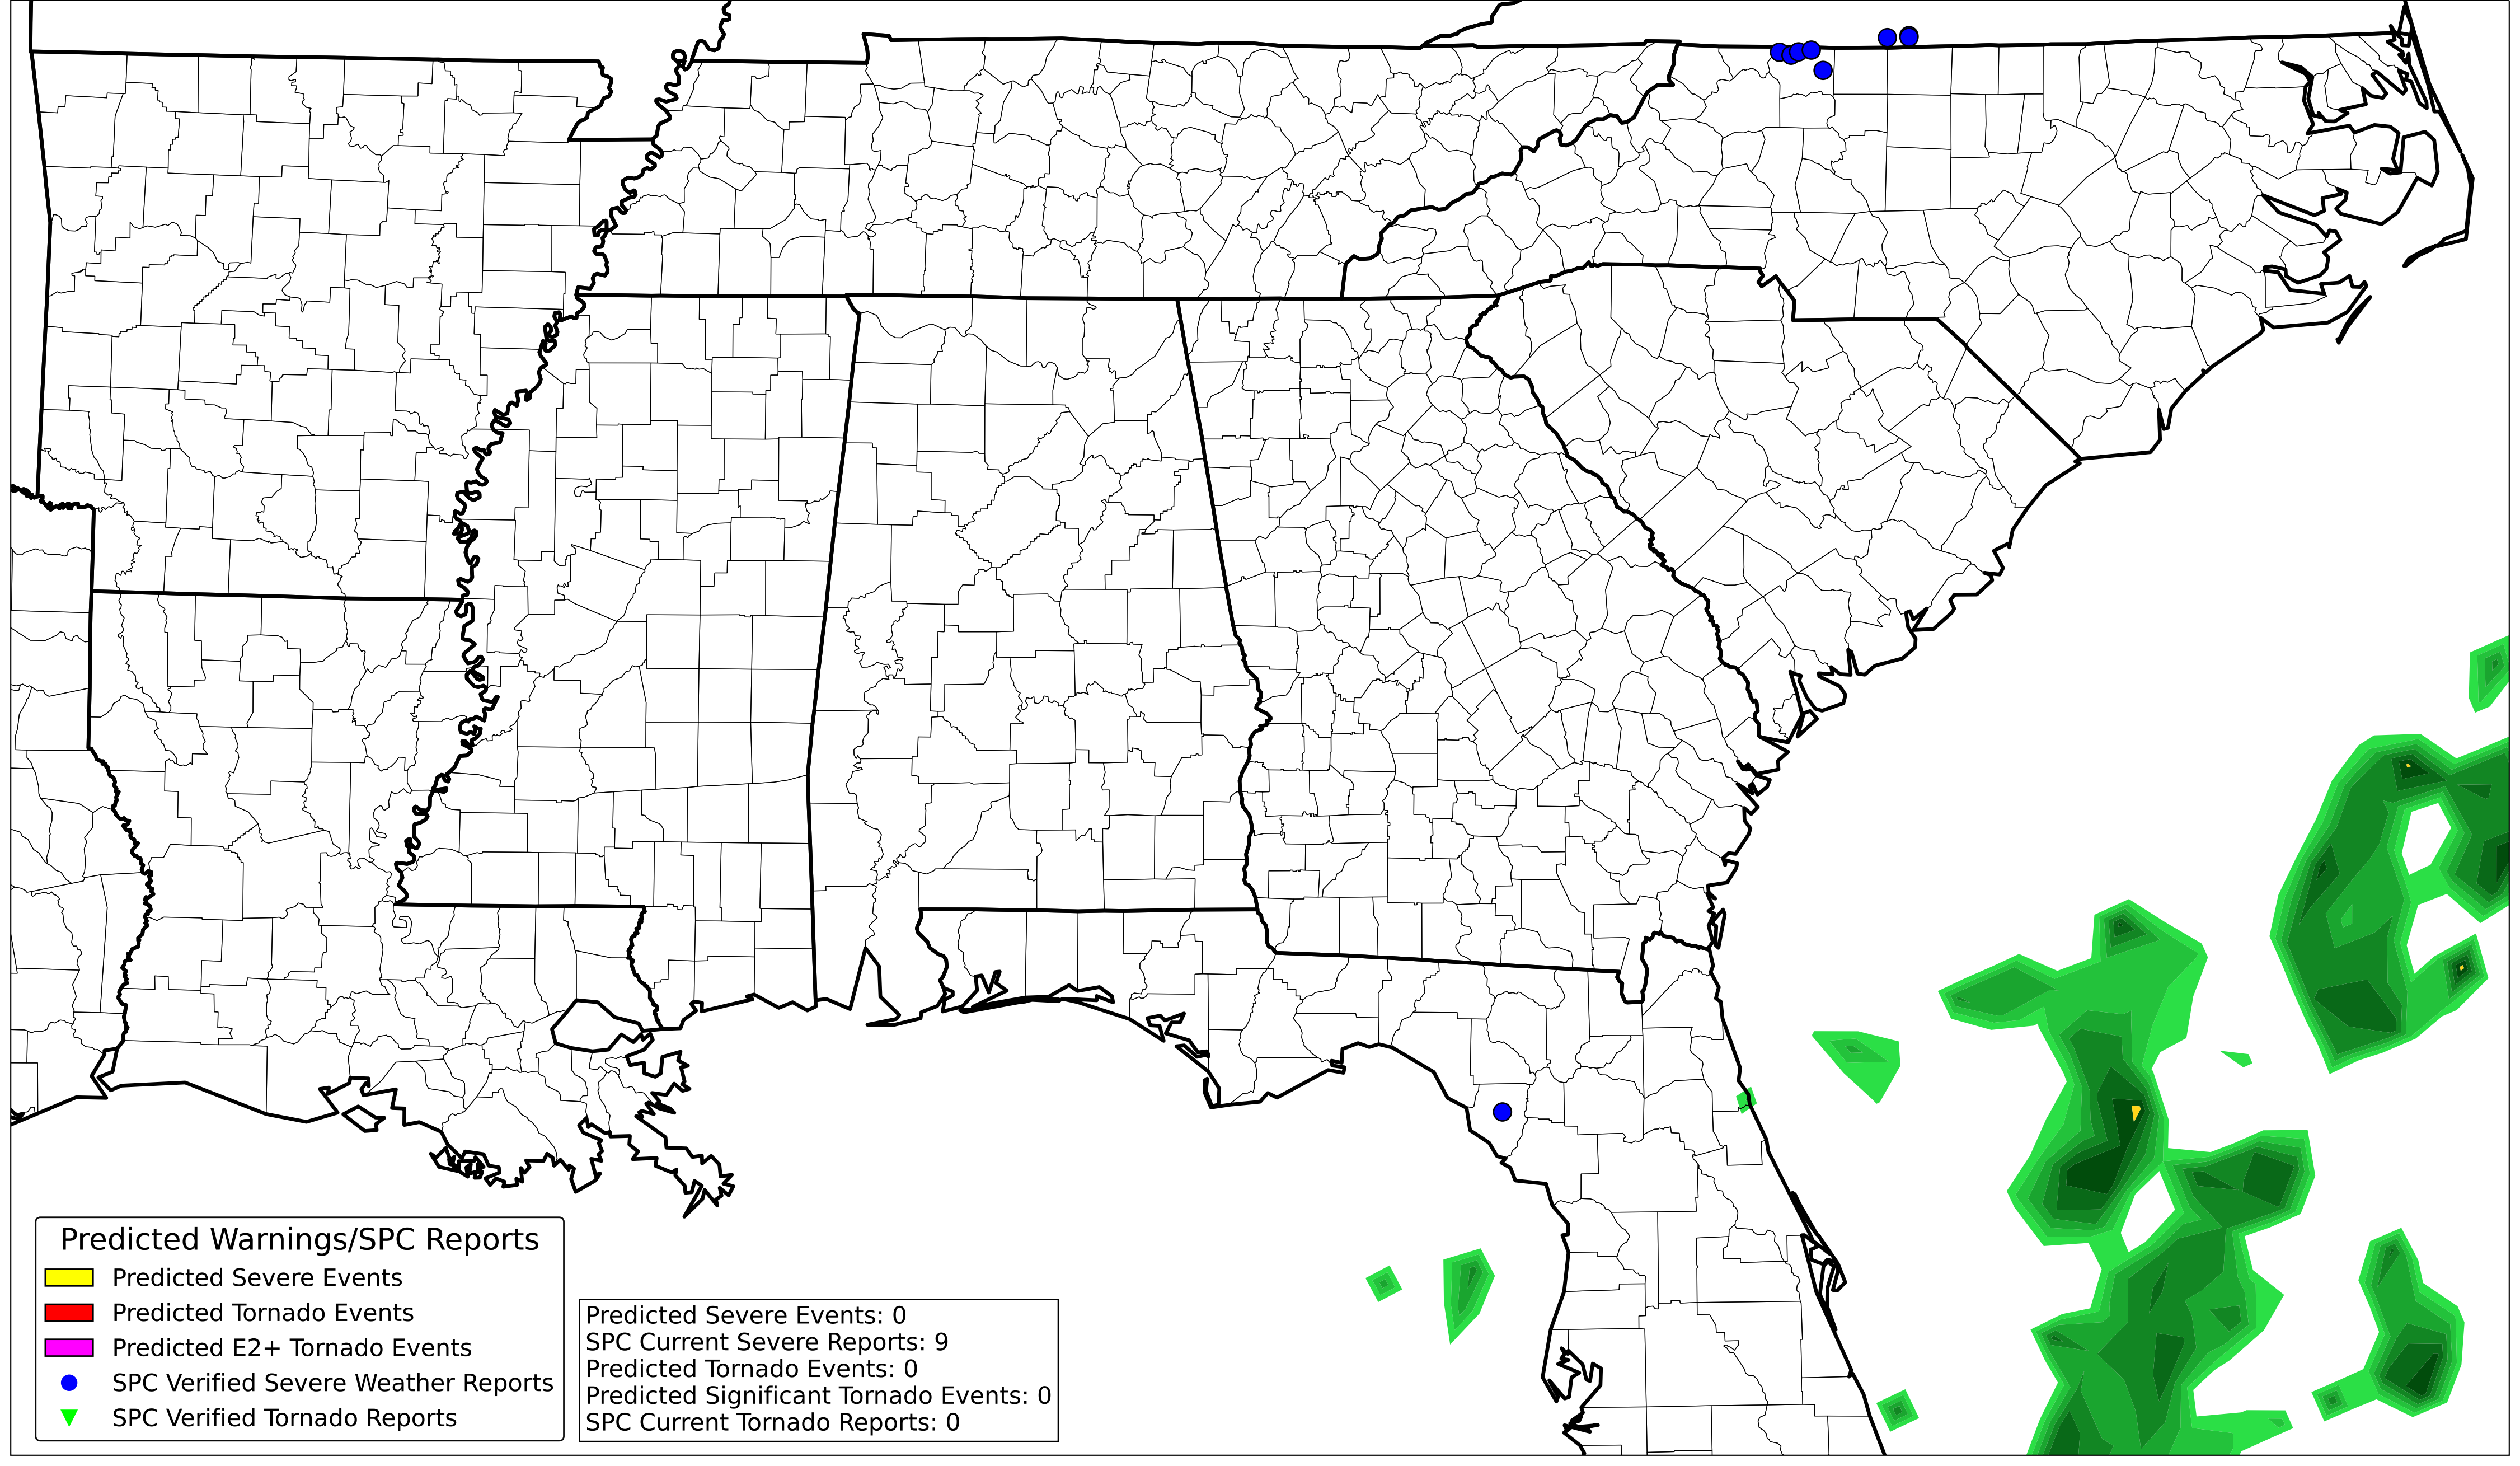 Predicted Warnings/SPC Reports
Predicted Severe Events
Predicted Tornado Events
Predicted E2+ Tornado Events
SPC Verified Severe Weather Reports
SPC Verified Tornado Reports
Predicted Severe Events: 0
SPC Current Severe Reports: 9
Predicted Tornado Events: 0
Predicted Significant Tornado Events: 0
SPC Current Tornado Reports: 0